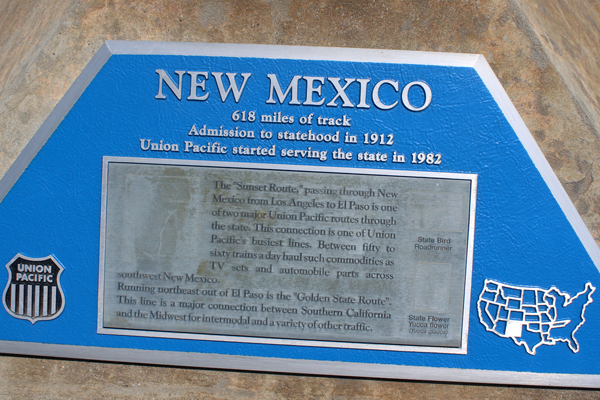 NEW MEXICO
618 miles of track
Admission to statehood in 1912
Union Pacific started serving the state in 1982
The "Sunset Route," passing through New
Mexico from Los Angeles to El Paso is one
of two major Union Pacific routes through
the state. This connection is one of Union
Pacific's busiest lines. Between fifty to
sixty trains a day haul such commodities as
TV sets and automobile parts across
southwest New Mexico.
Running northeast out of El Paso is the "Golden State Route".
This line is a major connection between Southern California
and the Midwest for intermodal and a variety of other traffic.
State Bird
Roadrunner
State Flower
Yucca flower
UNION
PACIFIC